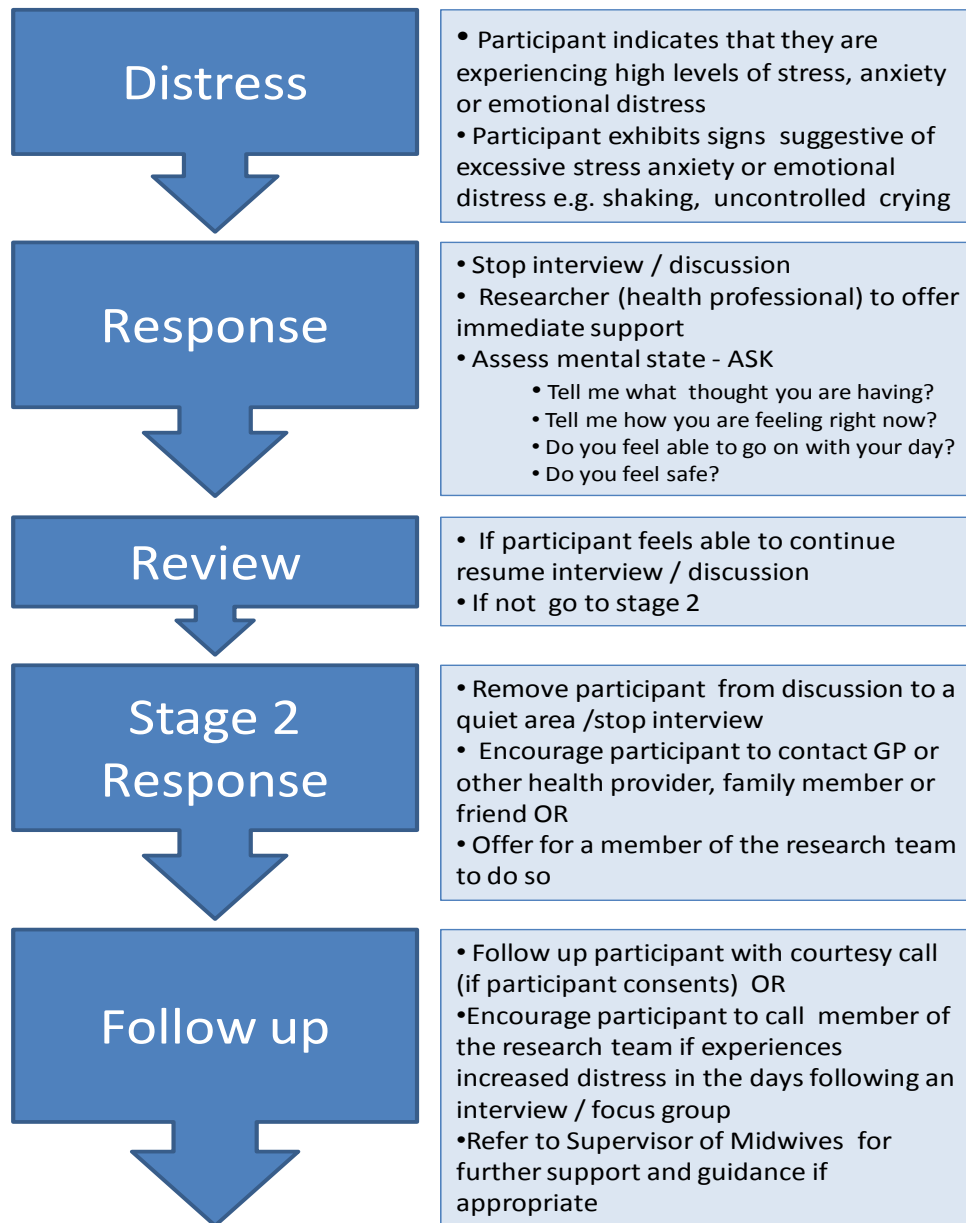 Distress
• Participant indicates that they are
experiencing high levels of stress, anxiety
or emotional distress
• Participant exhibits signs suggestive of
excessive stress anxiety or emotional
distress e.g. shaking, uncontrolled crying
Response
• Stop interview / discussion
• Researcher (health professional) to offer
immediate support
• Assess mental state - ASK
• Tell me what thought you are having?
• Tell me how you are feeling right now?
• Do you feel able to go on with your day?
• Do you feel safe?
Review
• If participant feels able to continue
resume interview / discussion
• If not go to stage 2
Stage 2
Response
• Remove participant from discussion to a
quiet area /stop interview
• Encourage participant to contact GP or
other health provider, family member or
friend OR
• Offer for a member of the research team
to do so
Follow up
• Follow up participant with courtesy call
(if participant consents) OR
•Encourage participant to call member of
the research team if experiences
increased distress in the days following an
interview / focus group
•Refer to Supervisor of Midwives for
further support and guidance if
appropriate